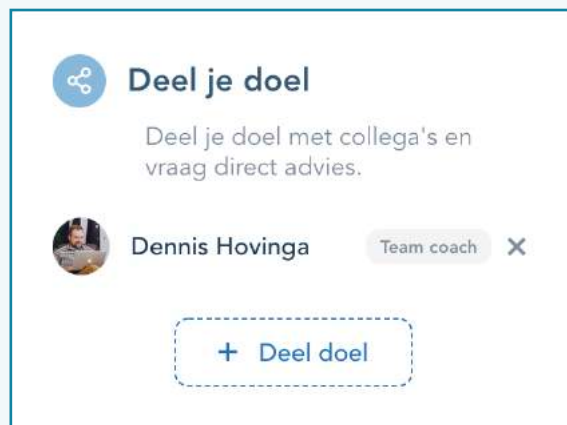 Deel je doel
Deel je doel met collega's en
vraag direct advies.
Dennis Hovinga Team coach ×
+ Deel doel